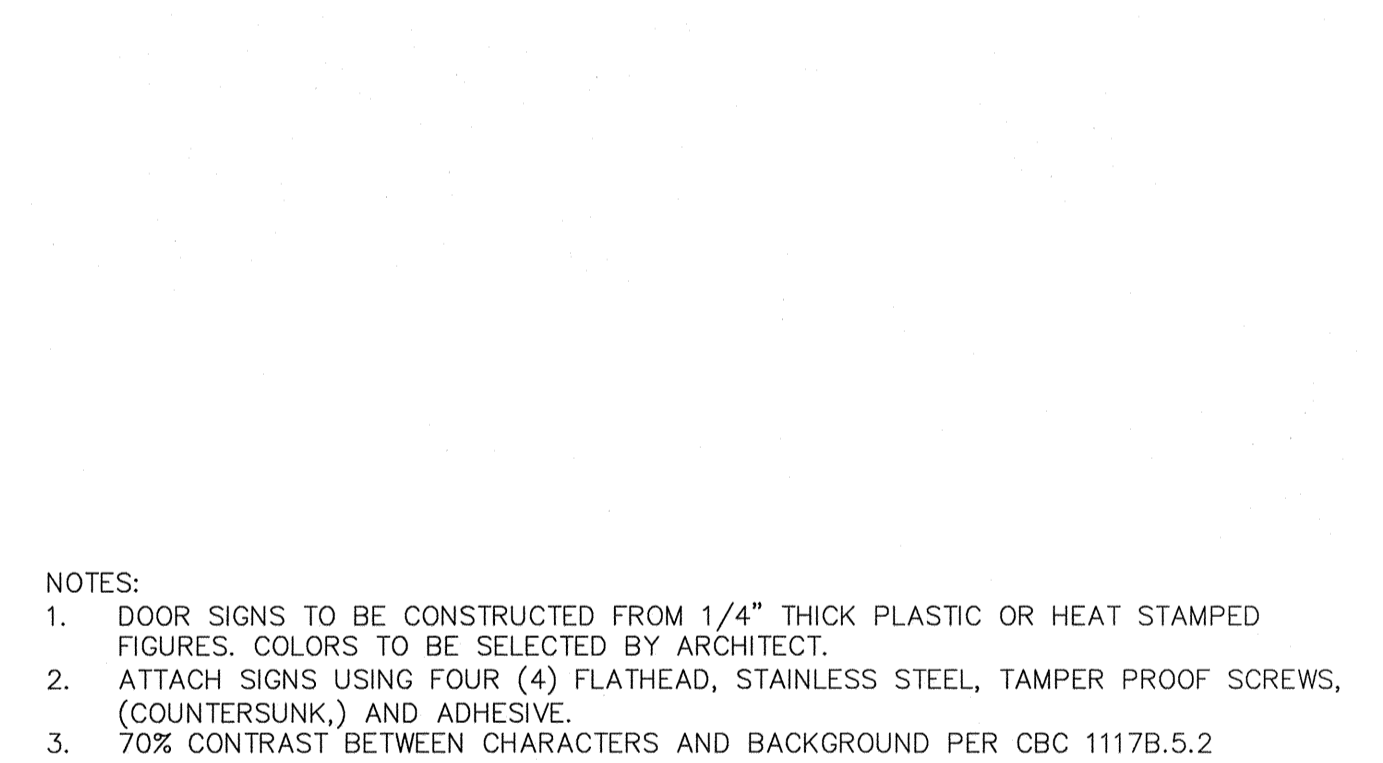 NOTES:
1. DOOR SIGNS TO BE CONSTRUCTED FROM 1/4" THICK PLASTIC OR HEAT STAMPED
FIGURES. COLORS TO BE SELECTED BY ARCHITECT.
2. ATTACH SIGNS USING FOUR (4) FLATHEAD, STAINLESS STEEL, TAMPER PROOF SCREWS,
(COUNTERSUNK,) AND ADHESIVE.
3. 70% CONTRAST BETWEEN CHARACTERS AND BACKGROUND PER CBC 1117B.5.2